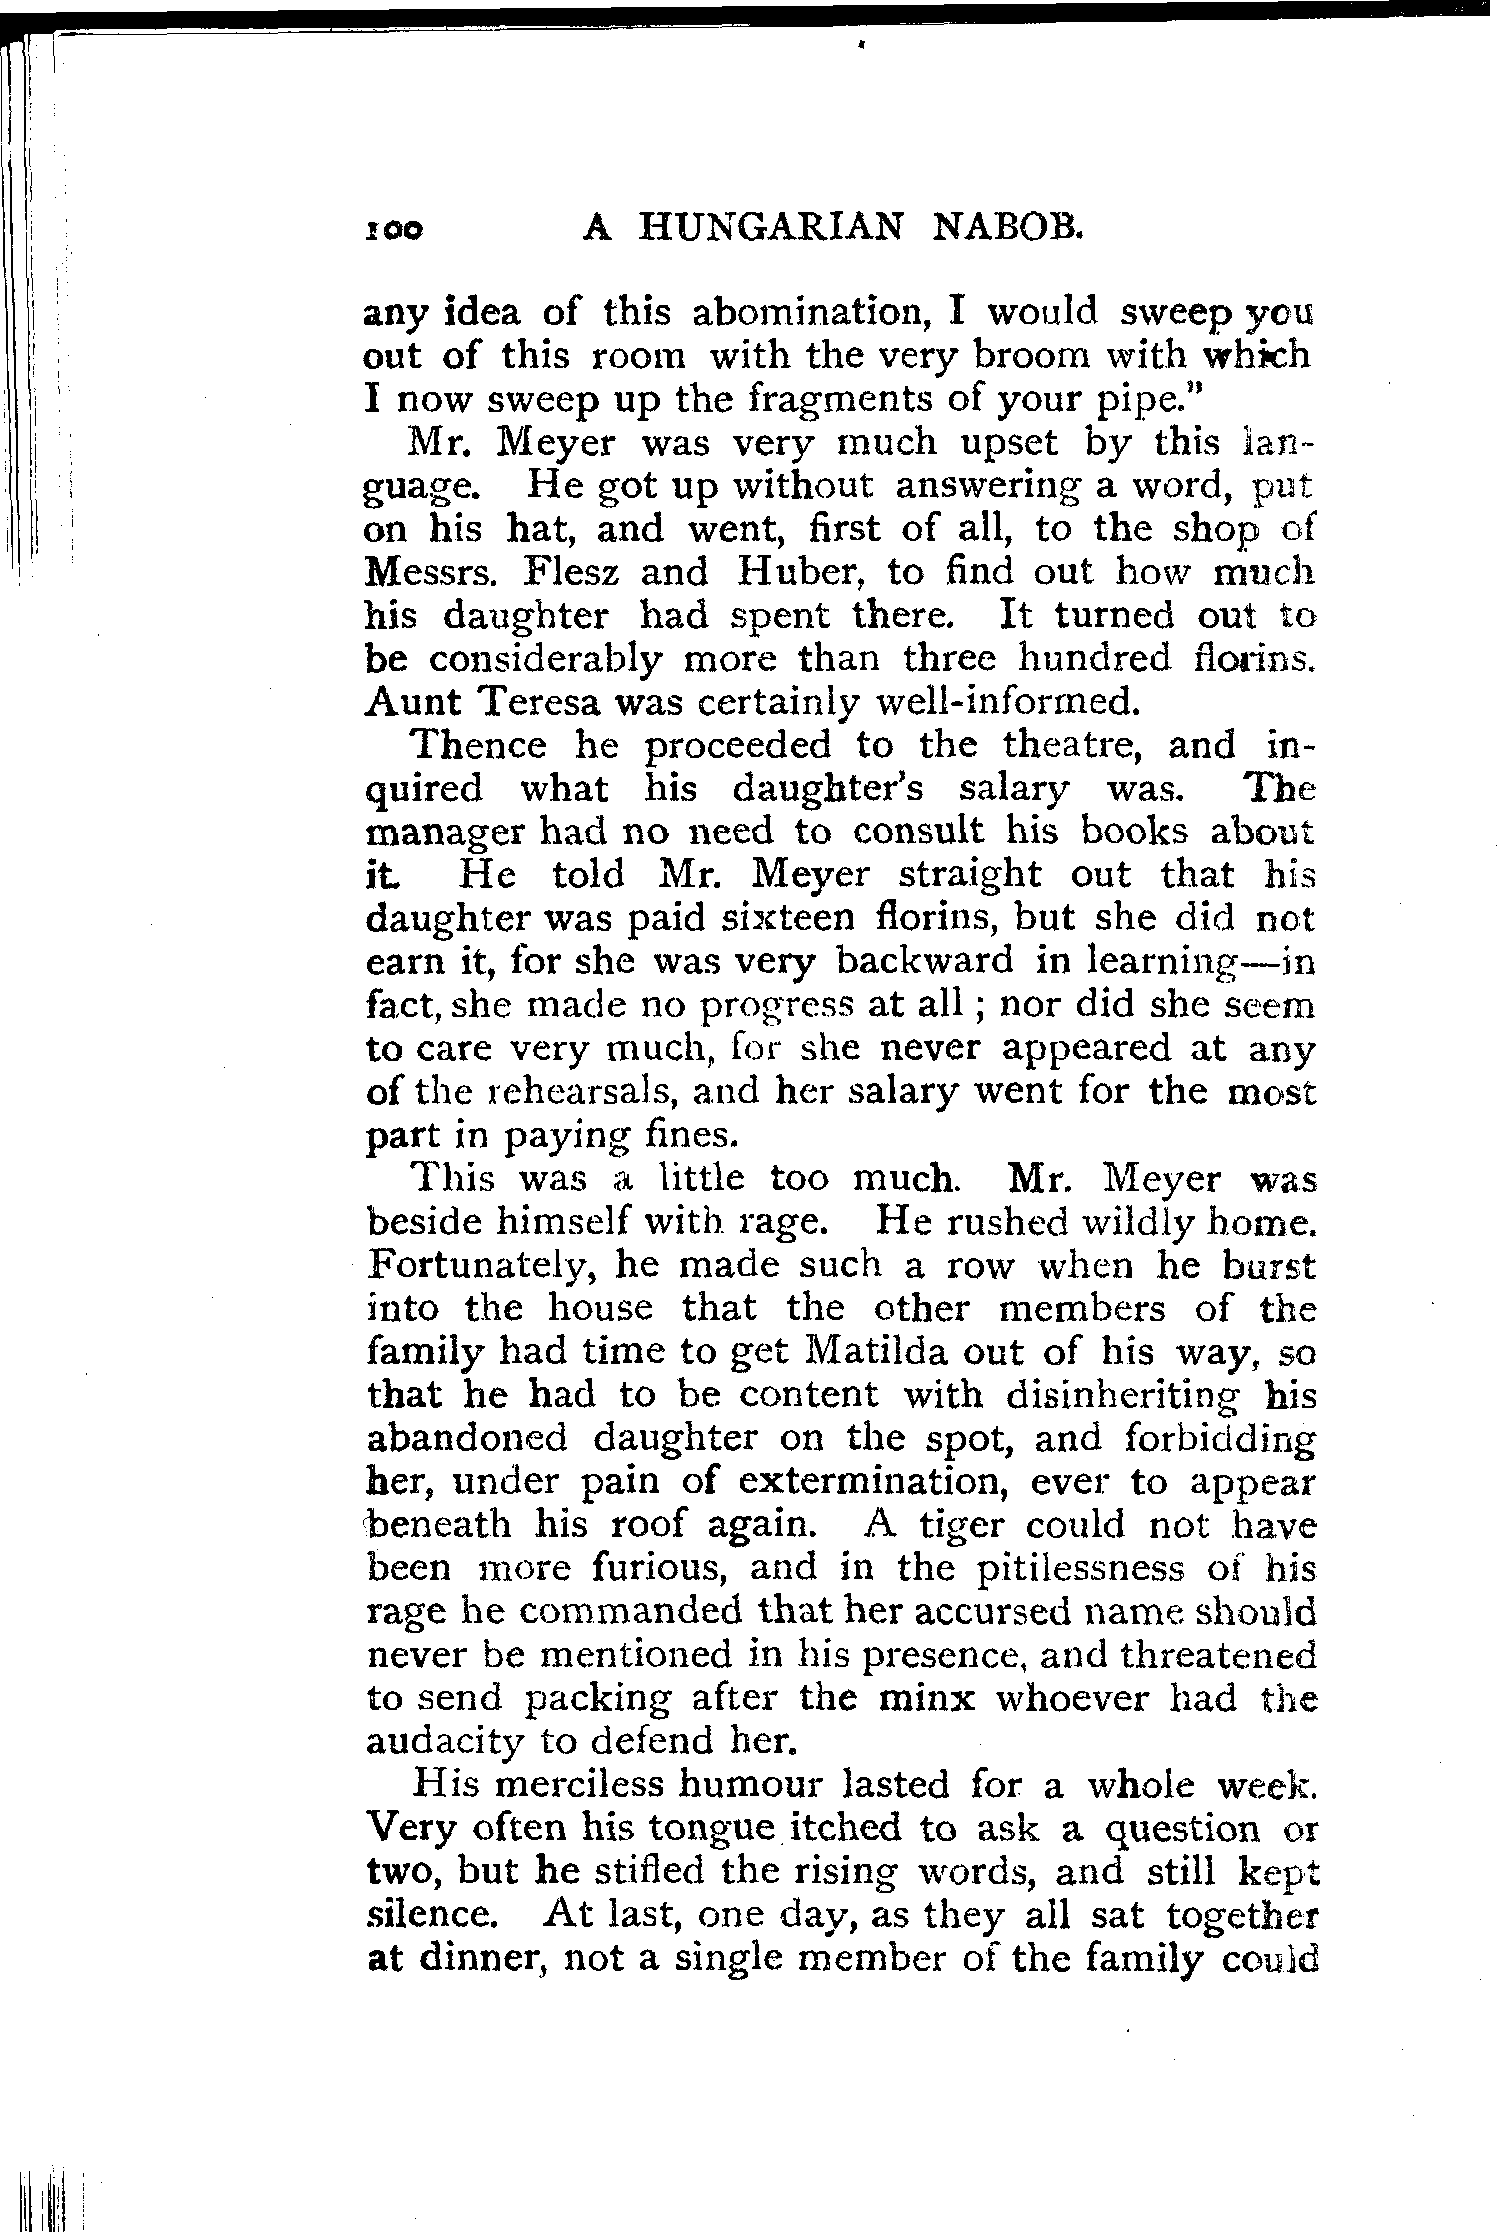 100 A HUNGARIAN NABOB.
any idea of this abomination, I would sweep you
out of this room with the very broom with which
I now sweep up the fragments of your pipe."
Mr. Meyer was very much upset by this lan-
guage. He got up without answering a word, put
on his hat, and went, first of all, to the shop of
Messrs. Flesz and Huber, to find out how much
his daughter had spent there. It turned out to
be considerably more than three hundred florins.
Aunt Teresa was certainly well-informed.
Thence he proceeded to the theatre, and in-
quired what his daughter's salary was. The
manager had no need to consult his books about
it. He told Mr. Meyer straight out that his
daughter was paid sixteen florins, but she did not
earn it, for she was very backward in learning—in
fact, she made no progress at all ; nor did she seem
to care very much, for she never appeared at any
of the rehearsals, and her salary went for the most
part in paying fines.
This was a little too much. Mr. Meyer was
beside himself with rage. He rushed wildly home.
Fortunately, he made such a row when he burst
into the house that the other members of the
family had time to get Matilda out of his way, so
that he had to be content with disinheriting his
abandoned daughter on the spot, and forbidding
her, under pain of extermination, ever to appear
beneath his roof again. A tiger could not have
been more furious, and in the pitilessness of his
rage he commanded that her accursed name should
never be mentioned in his presence, and threatened
to send packing after the minx whoever had the
audacity to defend her.
His merciless humour lasted for a whole week.
Very often his tongue itched to ask a question or
two, but he stifled the rising words, and still kept
silence. At last, one day, as they all sat together
at dinner, not a single member of the family could